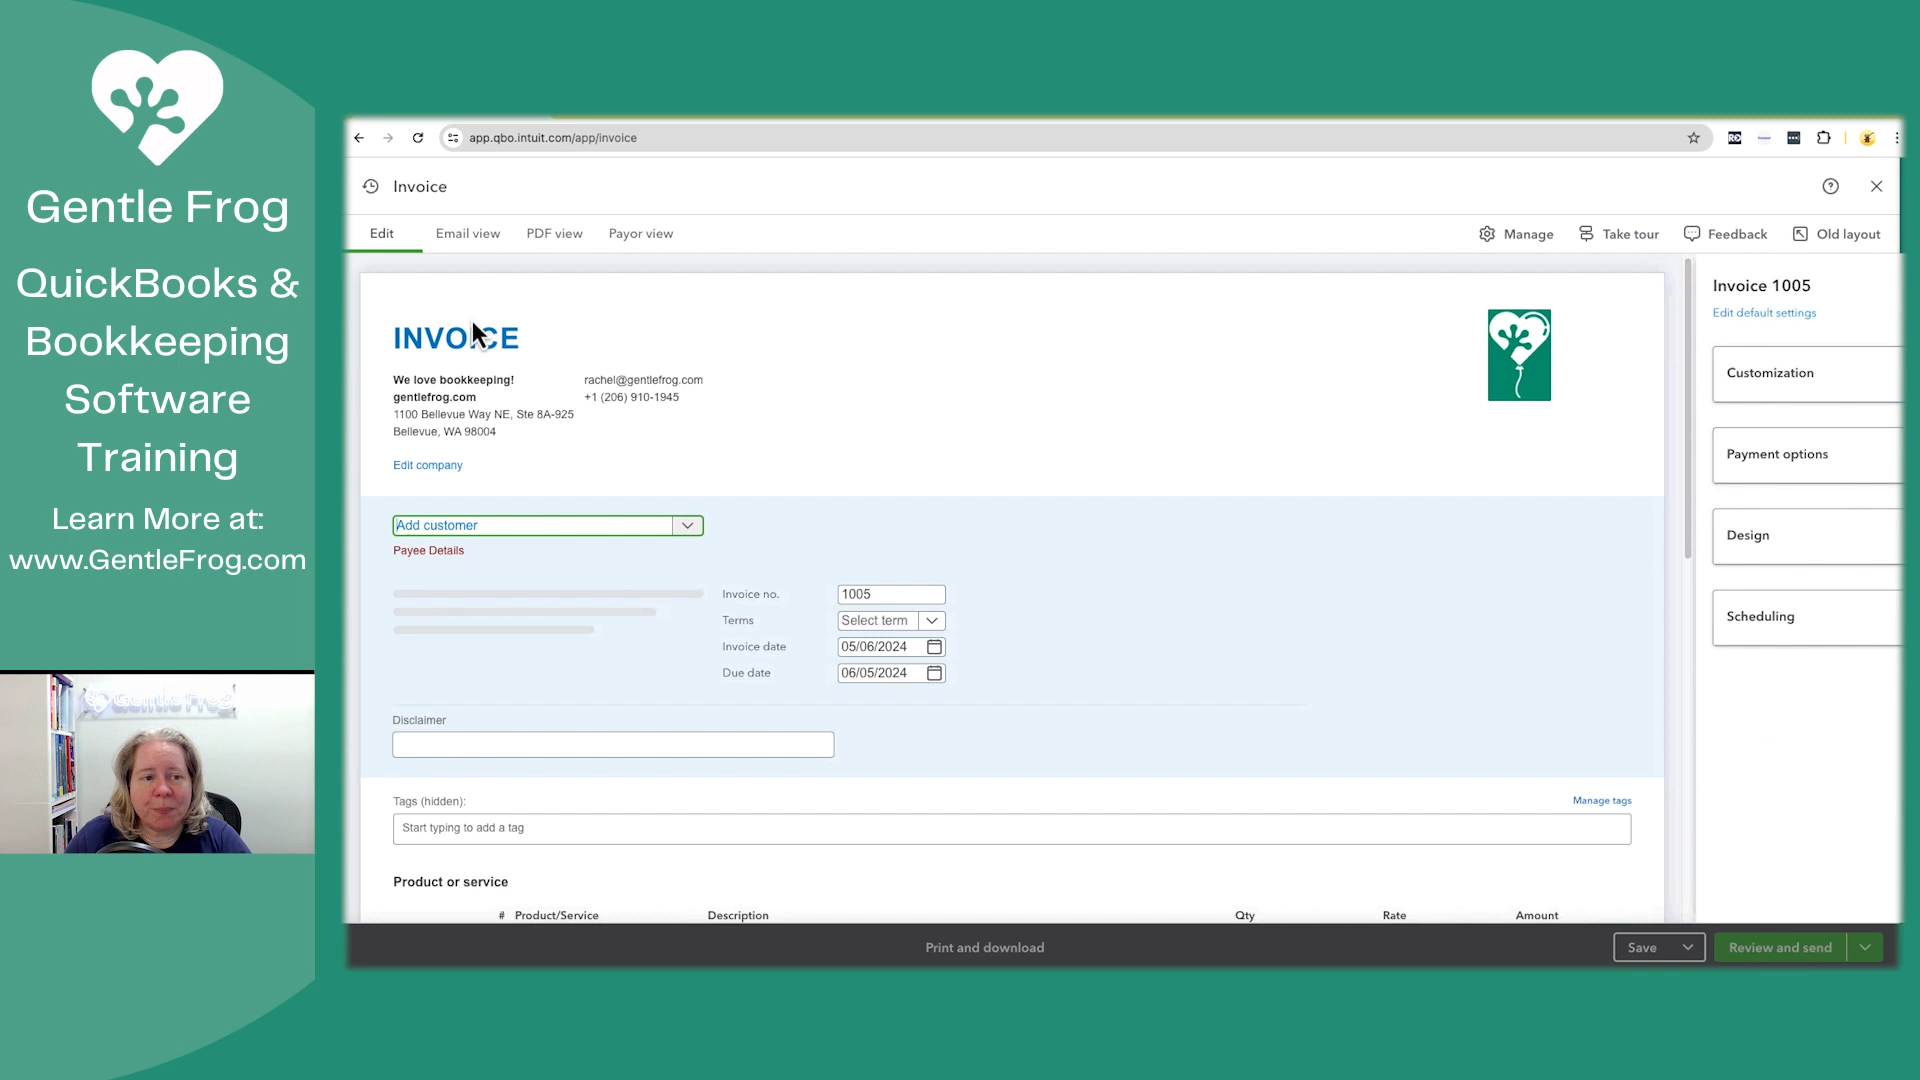 Gentle Frog
QuickBooks &
Bookkeeping
Software
Training
Learn More at:
www.GentleFrog.com
Gentle Frog
app.qbo.intuit.com/app/invoice
Invoice
Edit
Email view
PDF view
Payor view
Manage
Take tour
Feedback
Old layout
INVOICE
We love bookkeeping!
gentlefrog.com
1100 Bellevue Way NE, Ste 8A-925
Bellevue, WA 98004
rachel@gentlefrog.com
+1 (206) 910-1945
Edit company
Add customer
Payee Details
Invoice no. 1005
Terms Select term
Invoice date 05/06/2024
Due date 06/05/2024
Disclaimer
Tags (hidden): Manage tags
Start typing to add a tag
Product or service
# Product/Service Description Qty Rate Amount
Invoice 1005
Edit default settings
Customization
Payment options
Design
Scheduling
Print and download
Save
Review and send